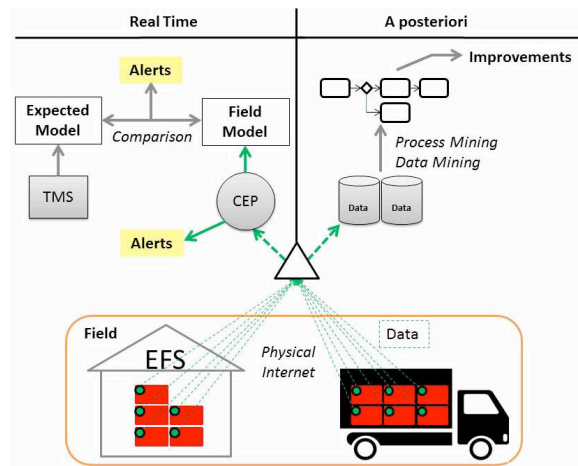 Real Time
A posteriori
Alerts
Improvements
Expected
Model
Field
Model
Comparison
Process Mining
Data Mining
TMS
CEP
Data
Data
Alerts
Field
Data
EFS
Physical
Internet